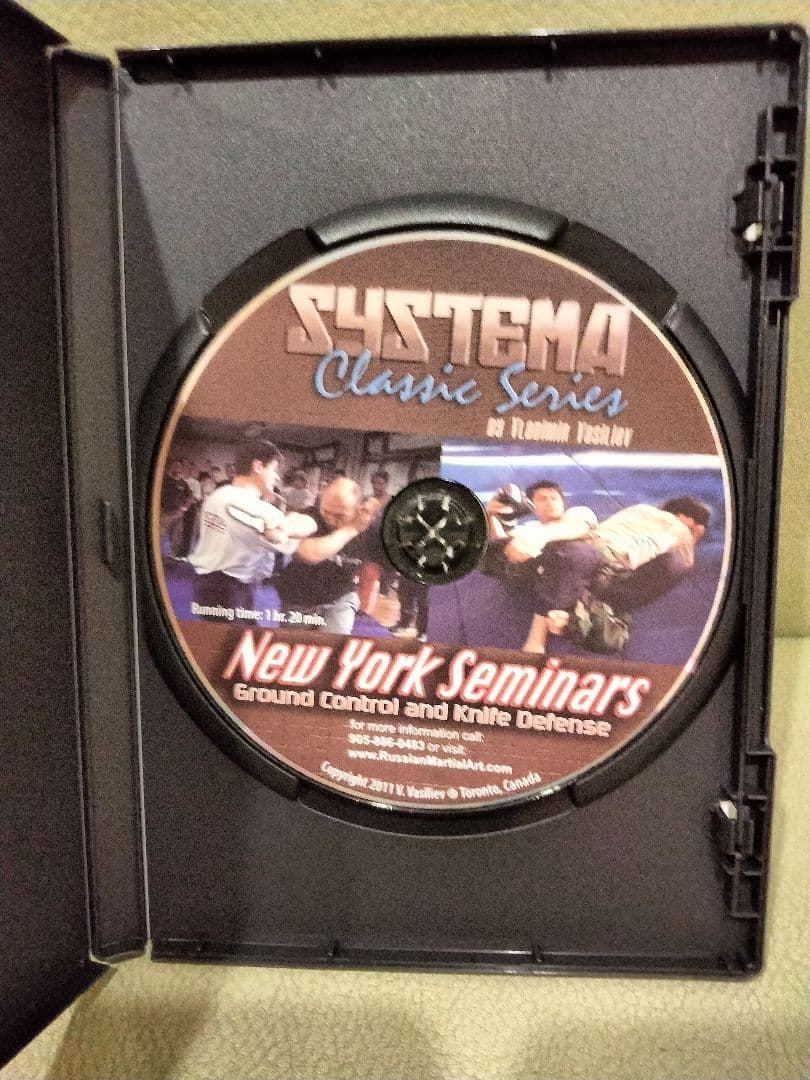 SYSTEMA
Classic Series
BY VLADIMIR VASILIEV
Running time: 1 hr. 20 min.
New York Seminars
Ground Control and Knife Defense
for more information call:
905-886-0483 or visit:
www.RussianMartialArt.com
Copyright 2011 V. Vasiliev ® Toronto, Canada